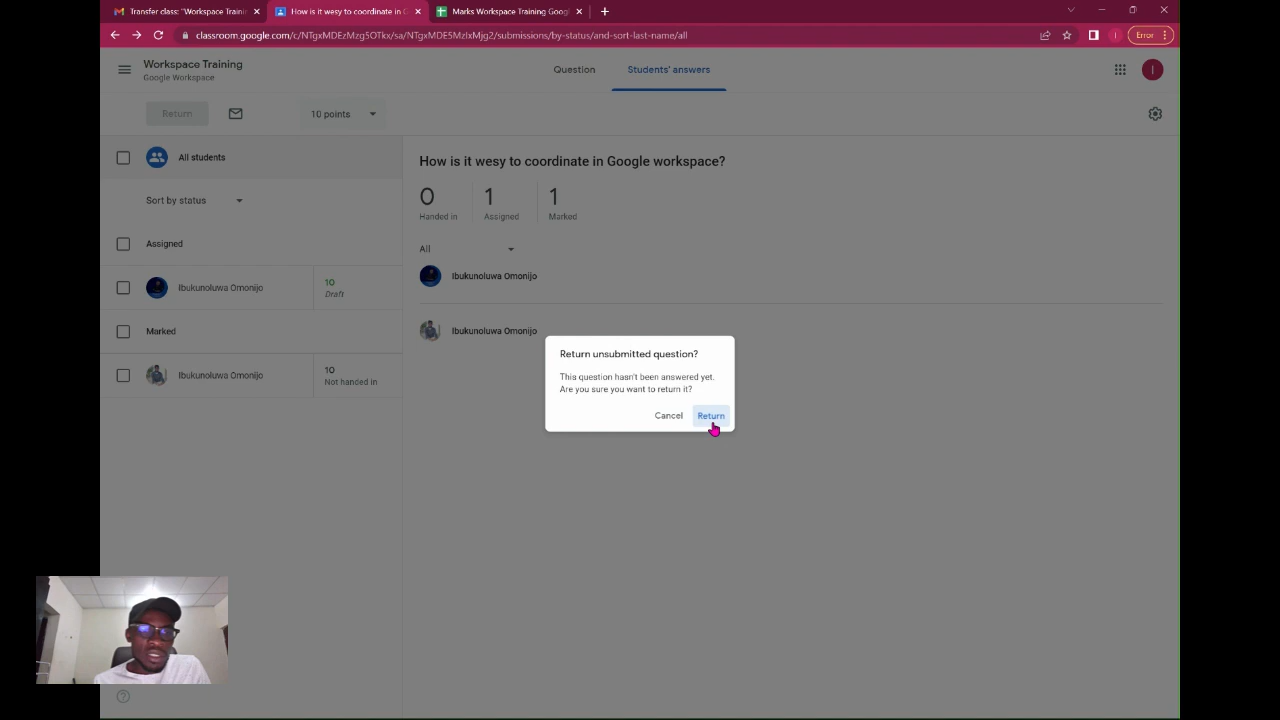 Transfer class: "Workspace Trainin
How is it wesy to coordinate in G
Marks Workspace Training Googl
classroom.google.com/c/NTgxMDEzMzg5OTkx/sa/NTgxMDE5MzIxMjg2/submissions/by-status/and-sort-last-name/all
Error
Workspace Training
Google Workspace
Question
Students' answers
I
Return
10 points
All students
Sort by status
Assigned
Ibukunoluwa Omonijo
10
Draft
Marked
Ibukunoluwa Omonijo
10
Not handed in
How is it wesy to coordinate in Google workspace?
0
Handed in
1
Assigned
1
Marked
All
Ibukunoluwa Omonijo
Ibukunoluwa Omonijo
Return unsubmitted question?
This question hasn't been answered yet.
Are you sure you want to return it?
Cancel
Return